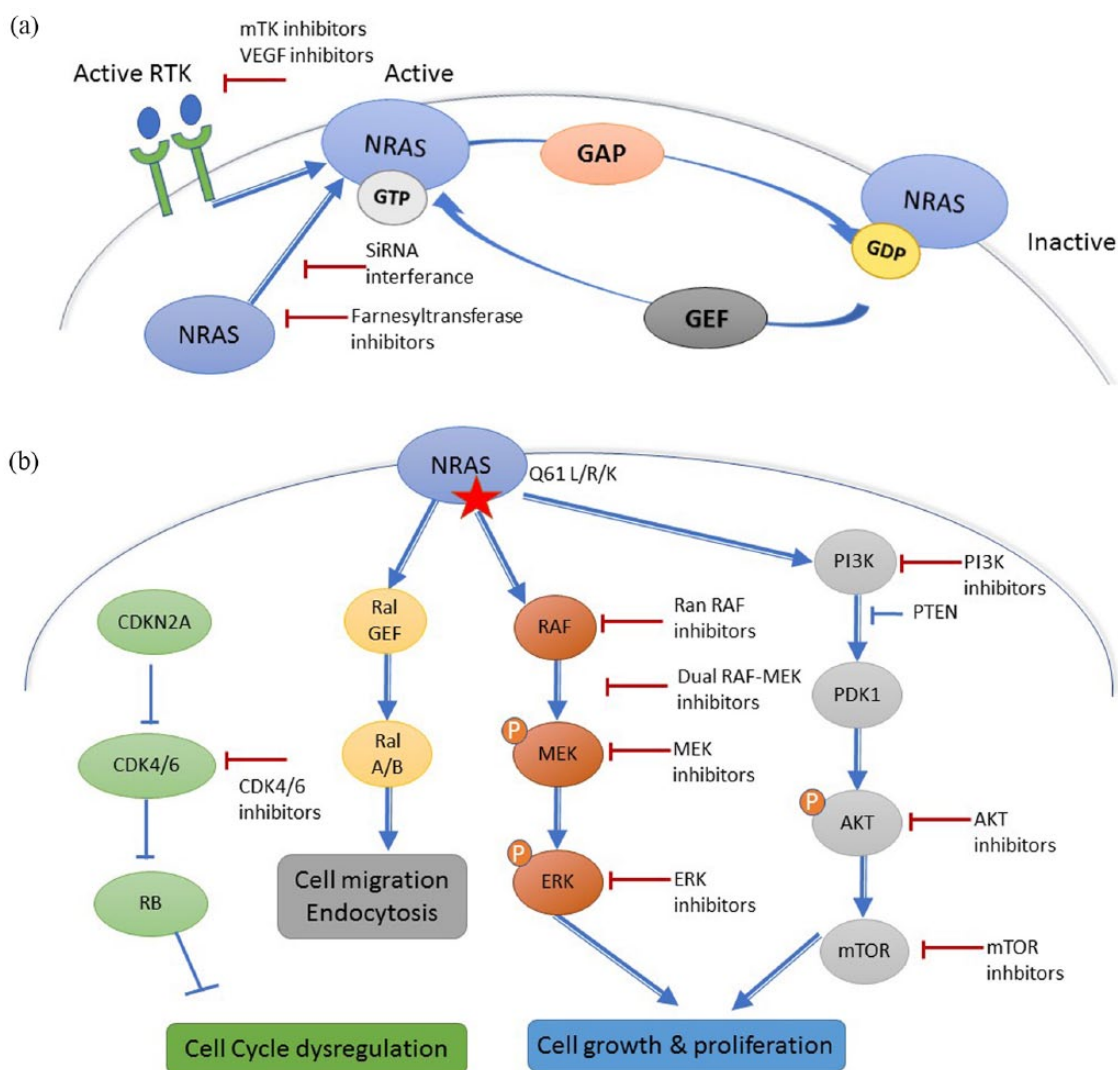 (a)
mTK inhibitors
VEGF inhibitors
Active RTK
Active
NRAS
GTP
GAP
NRAS
GDP
Inactive
SiRNA
interferance
GEF
NRAS
Farnesyltransferase
inhibitors
(b)
NRAS
Q61 L/R/K
PI3K
PI3K
inhibitors
CDKN2A
Ral
GEF
RAF
Ran RAF
inhibitors
PTEN
Dual RAF-MEK
inhibitors
PDK1
CDK4/6
CDK4/6
inhibitors
Ral
A/B
P
MEK
MEK
inhibitors
P
AKT
AKT
inhibitors
RB
Cell migration
Endocytosis
P
ERK
ERK
inhibitors
mTOR
mTOR
inhbitors
Cell Cycle dysregulation
Cell growth & proliferation